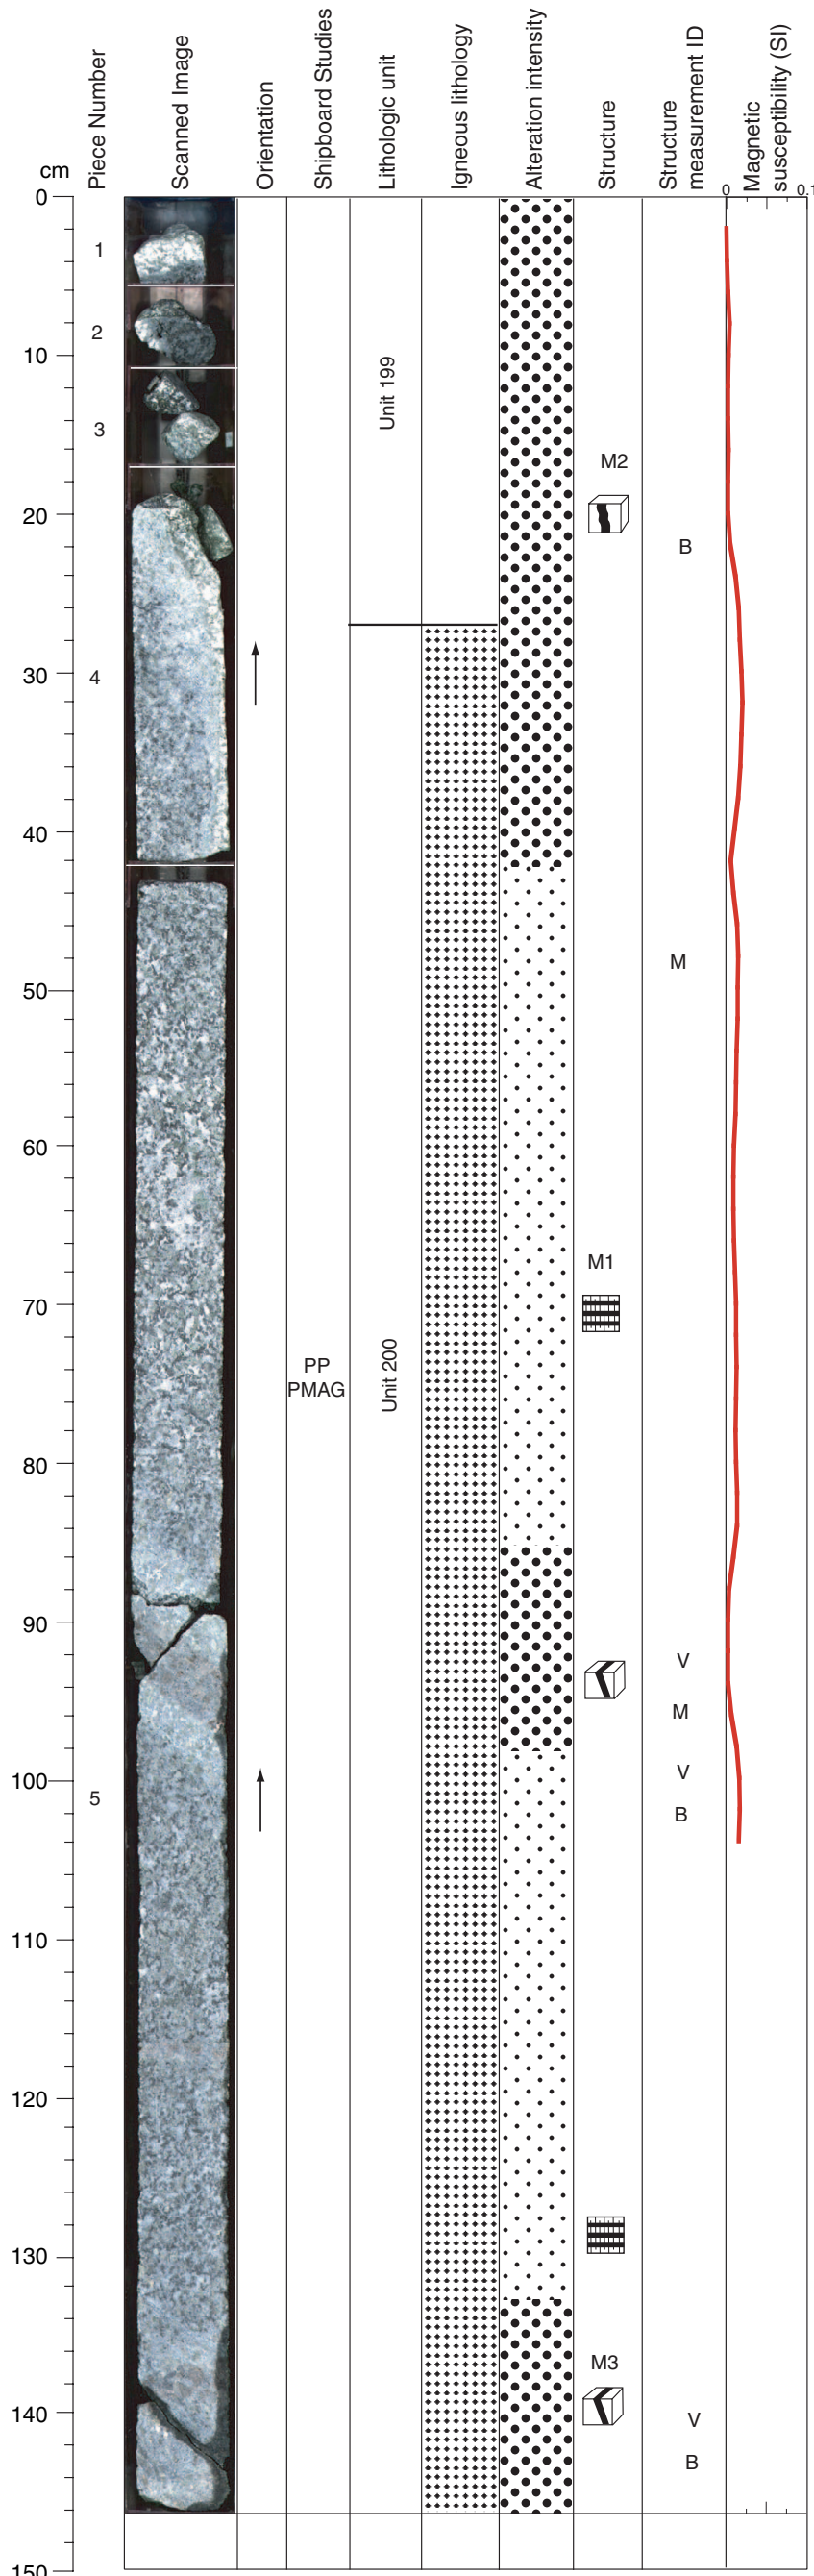 cm
Piece Number
Scanned Image
Orientation
Shipboard Studies
Lithologic unit
Igneous lithology
Alteration intensity
Structure
Structure
measurement ID
Magnetic
susceptibility (SI)
0
0.1
0
1
2
10
Unit 199
3
M2
20
B
30
4
40
M
50
60
M1
70
PP
PMAG
Unit 200
80
90
V
M
V
100
5
B
110
120
130
M3
140
V
B
150